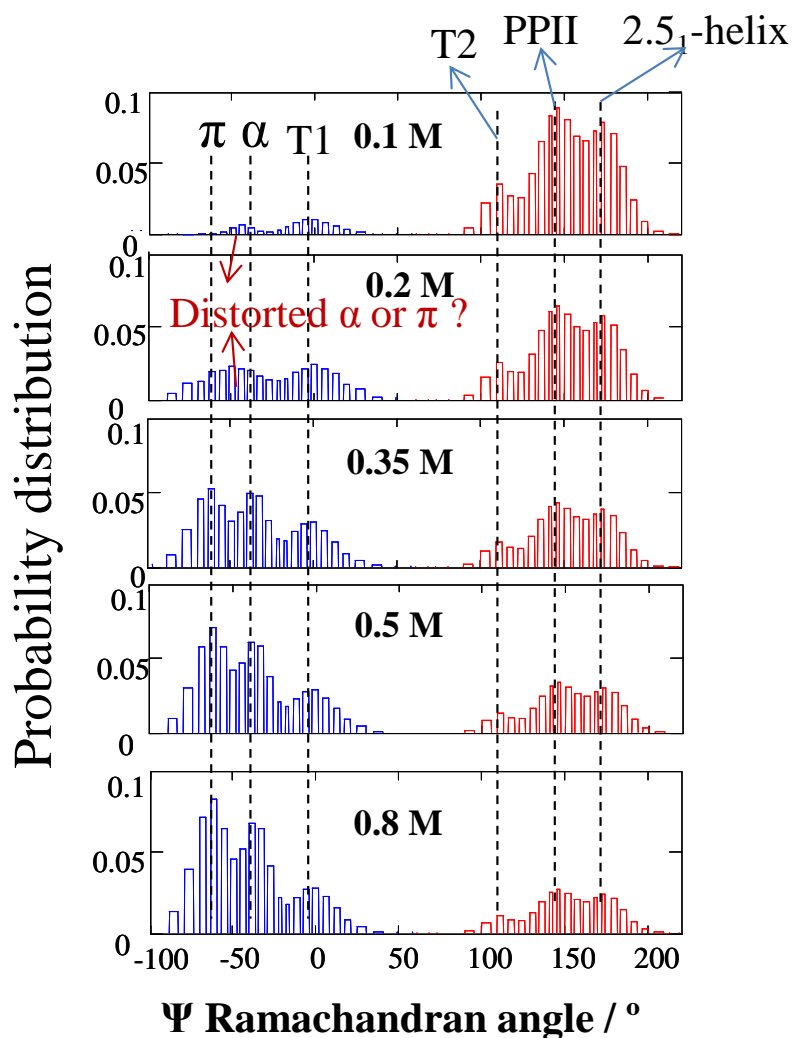 T2 PPII 2.5₁-helix
0.1
π α T1 0.1 M
0.05
0
0.1
0.2 M
Distorted α or π ?
0.05
0
0.1
0.35 M
0.05
0
0.1
0.5 M
0.05
0
0.1
0.8 M
0.05
0
-100 -50 0 50 100 150 200
Probability distribution
Ψ Ramachandran angle / º